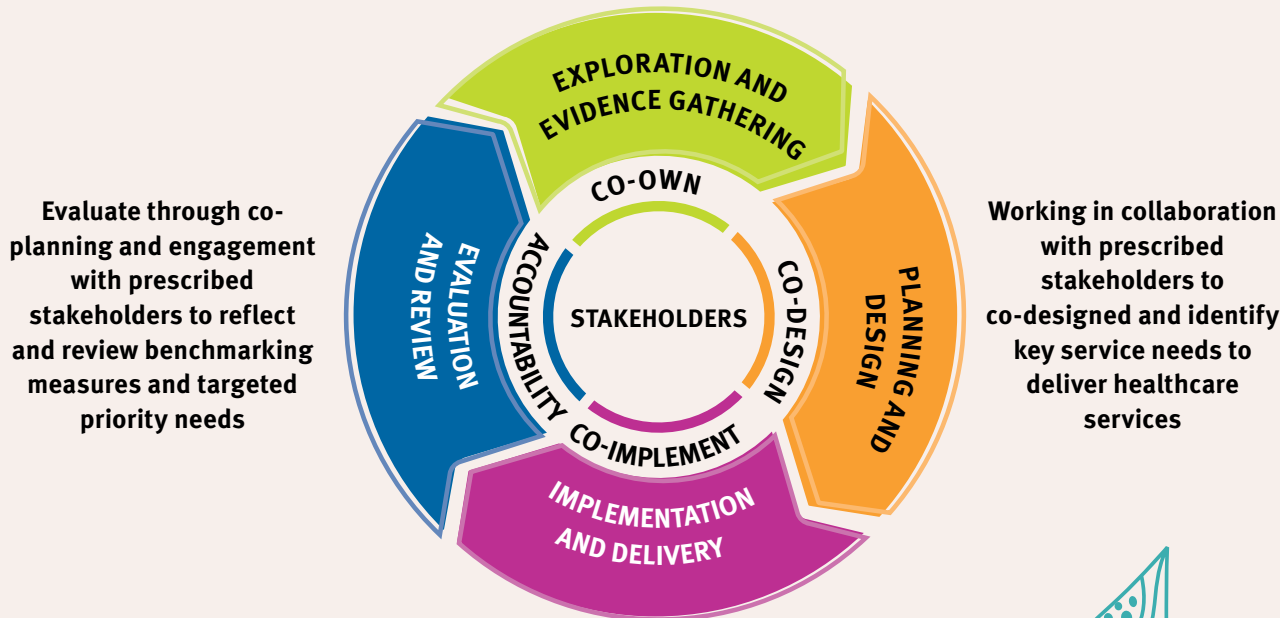 EXPLORATION AND
EVIDENCE GATHERING
CO-OWN
Evaluate through co-
planning and engagement
with prescribed
stakeholders to reflect
and review benchmarking
measures and targeted
priority needs
EVALUATION
AND REVIEW
ACCOUNTABILITY
STAKEHOLDERS
CO-DESIGN
PLANNING AND
DESIGN
Working in collaboration
with prescribed
stakeholders to
co-designed and identify
key service needs to
deliver healthcare
services
CO-IMPLEMENT
IMPLEMENTATION
AND DELIVERY